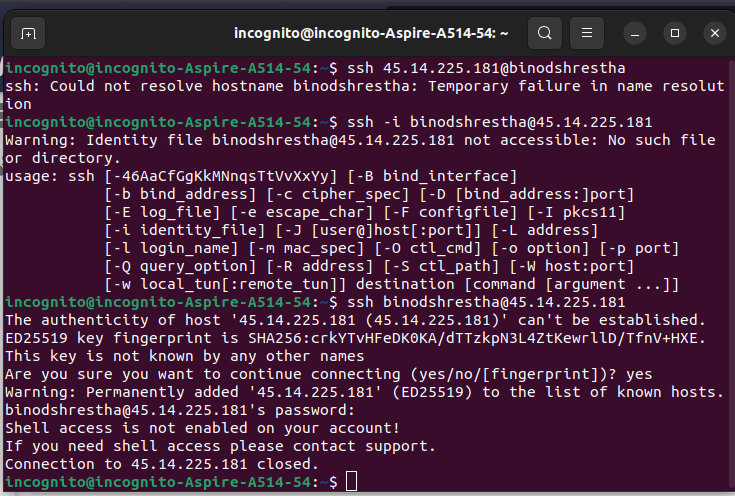 incognito@incognito-Aspire-A514-54: ~
incognito@incognito-Aspire-A514-54:~$ ssh 45.14.225.181@binodshrestha
ssh: Could not resolve hostname binodshrestha: Temporary failure in name resolut
ion
incognito@incognito-Aspire-A514-54:~$ ssh -i binodshrestha@45.14.225.181
Warning: Identity file binodshrestha@45.14.225.181 not accessible: No such file
or directory.
usage: ssh [-46AaCfGgKkMNnqsTtVvXxYy] [-B bind_interface]
           [-b bind_address] [-c cipher_spec] [-D [bind_address:]port]
           [-E log_file] [-e escape_char] [-F configfile] [-I pkcs11]
           [-i identity_file] [-J [user@]host[:port]] [-L address]
           [-l login_name] [-m mac_spec] [-O ctl_cmd] [-o option] [-p port]
           [-Q query_option] [-R address] [-S ctl_path] [-W host:port]
           [-w local_tun[:remote_tun]] destination [command [argument ...]]
incognito@incognito-Aspire-A514-54:~$ ssh binodshrestha@45.14.225.181
The authenticity of host '45.14.225.181 (45.14.225.181)' can't be established.
ED25519 key fingerprint is SHA256:crkYTvHFeDK0KA/dTTzkpN3L4ZtKewrllD/TfnV+HXE.
This key is not known by any other names
Are you sure you want to continue connecting (yes/no/[fingerprint])? yes
Warning: Permanently added '45.14.225.181' (ED25519) to the list of known hosts.
binodshrestha@45.14.225.181's password:
Shell access is not enabled on your account!
If you need shell access please contact support.
Connection to 45.14.225.181 closed.
incognito@incognito-Aspire-A514-54:~$